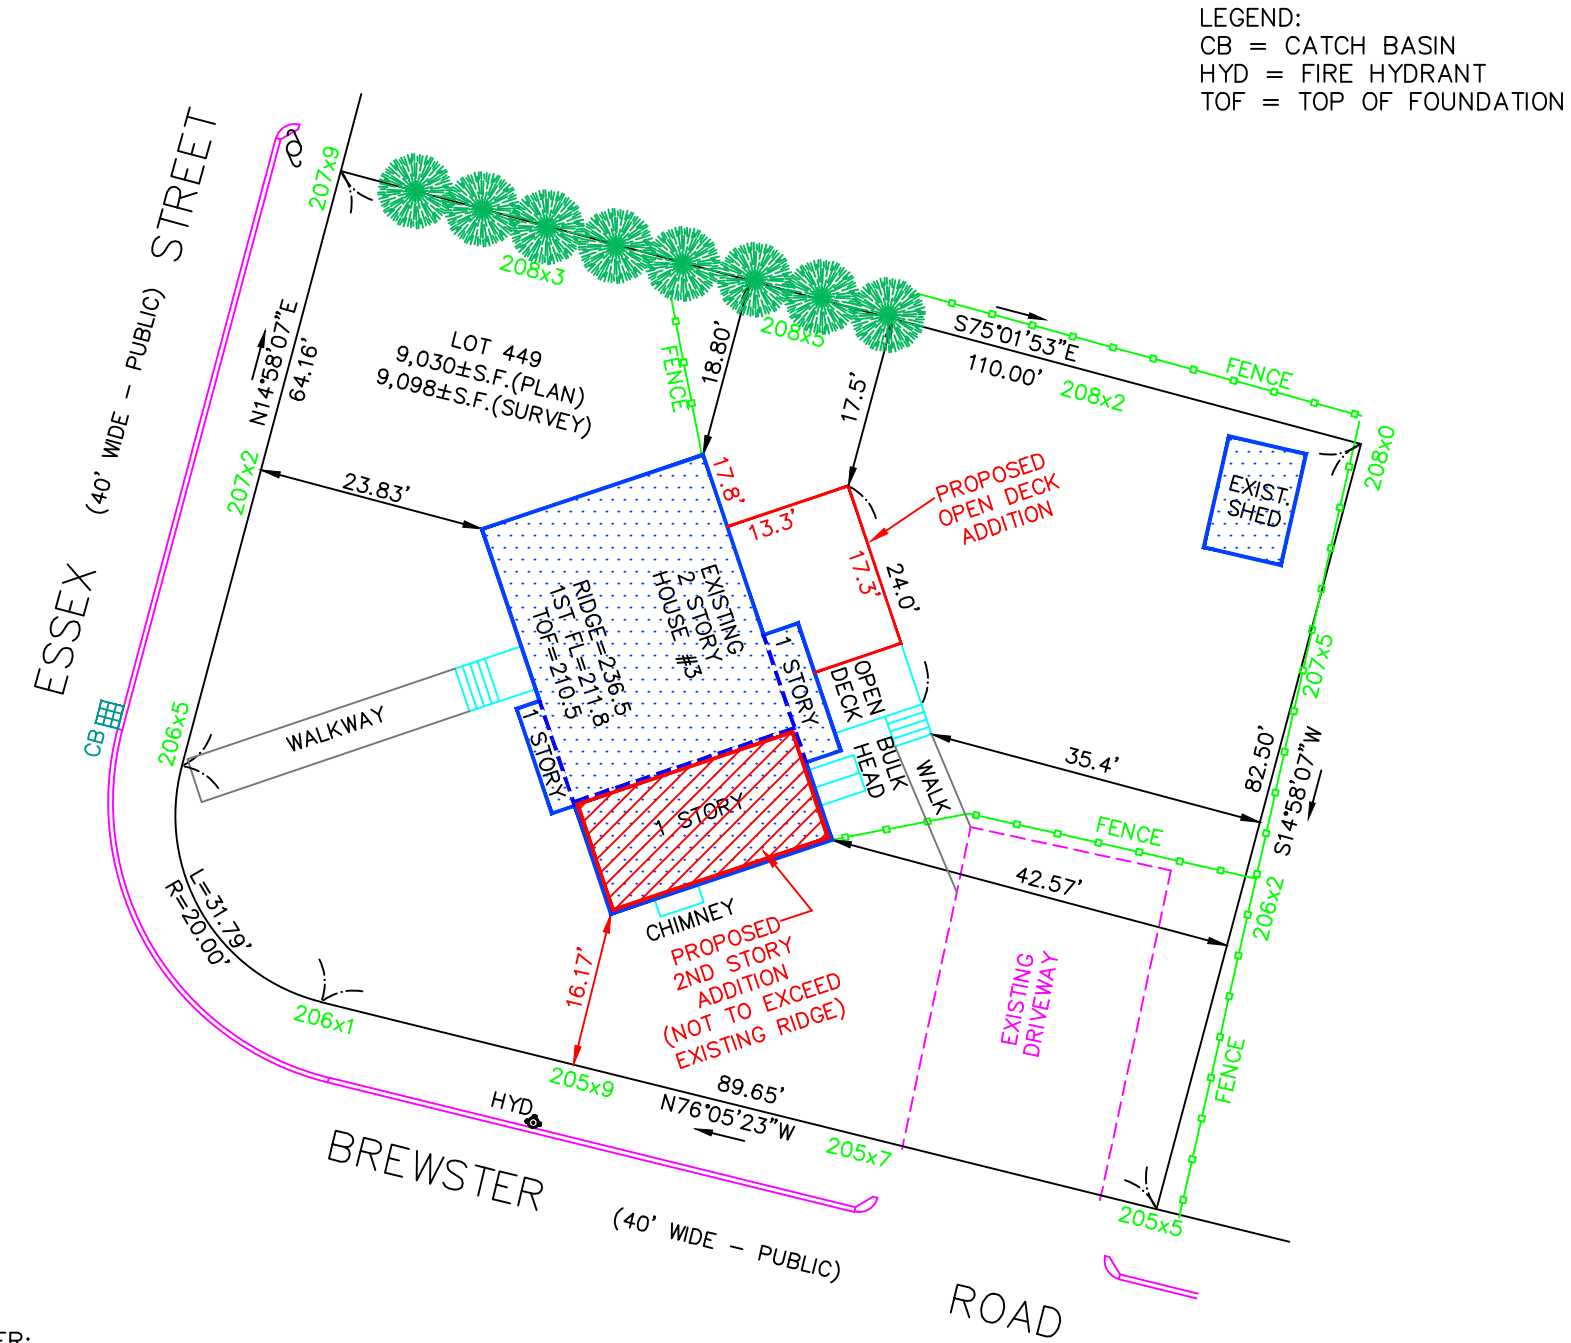 LEGEND:
CB = CATCH BASIN
HYD = FIRE HYDRANT
TOF = TOP OF FOUNDATION
ESSEX (40' WIDE - PUBLIC) STREET
207x9
208x3
208x5
S75°01'53"E
110.00'
208x2
FENCE
208x0
N14°58'07"E
64.16'
LOT 449
9,030±S.F.(PLAN)
9,098±S.F.(SURVEY)
FENCE
18.80'
17.5'
207x2
23.83'
17.8'
13.3'
PROPOSED
OPEN DECK
ADDITION
17.3'
24.0'
EXIST.
SHED
EXISTING
2 STORY
HOUSE #3
RIDGE=236.5
1ST FL=211.8
TOF=210.5
1 STORY
OPEN
DECK
207x5
206x5
CB
WALKWAY
1 STORY
BULK
HEAD
WALK
35.4'
82.50'
S14°58'07"W
1 STORY
FENCE
42.57'
206x2
L=31.79'
R=20.00'
CHIMNEY
PROPOSED
2ND STORY
ADDITION
(NOT TO EXCEED
EXISTING RIDGE)
16.17'
EXISTING
DRIVEWAY
206x1
205x9
89.65'
N76°05'23"W
FENCE
HYD
205x7
205x5
BREWSTER (40' WIDE - PUBLIC) ROAD
ER: